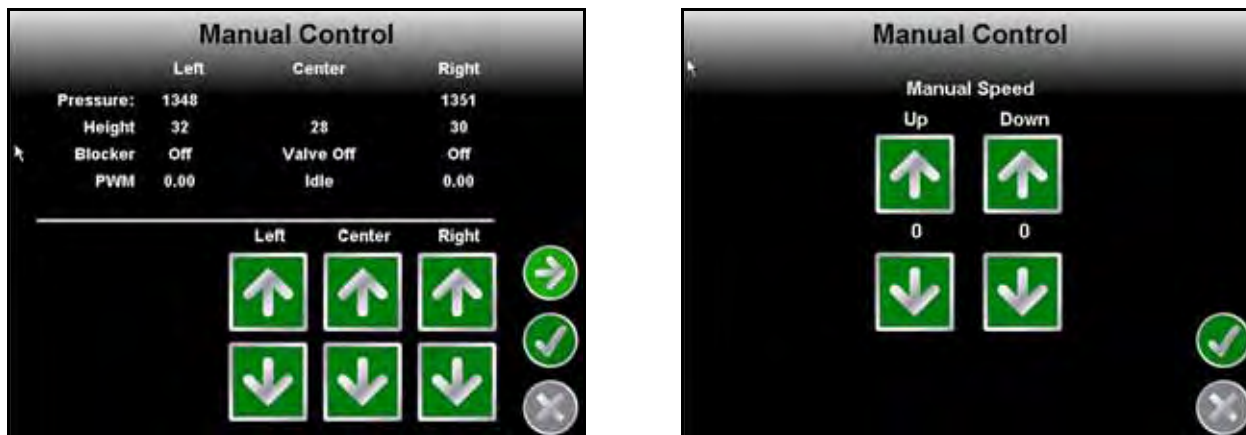 Manual Control
Left Center Right
Pressure: 1348 1351
Height 32 28 30
Blocker Off Valve Off Off
PWM 0.00 Idle 0.00
Left Center Right
Manual Control
Manual Speed
Up Down
0 0